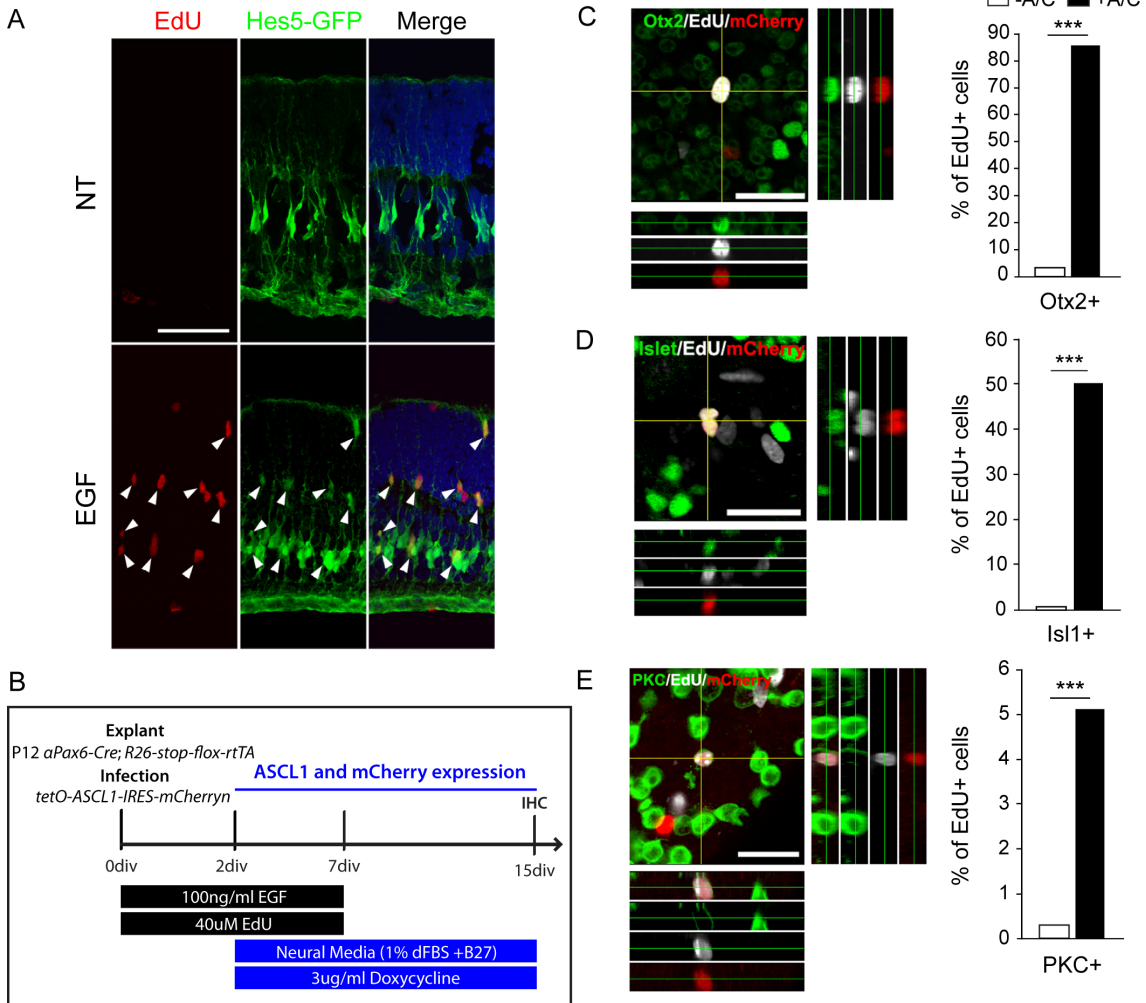 A
EdU
Hes5-GFP
Merge
NT
EGF
B
Explant
P12 aPax6-Cre; R26-stop-flox-rtTA
Infection
tetO-ASCL1-IRES-mCherryn
ASCL1 and mCherry expression
IHC
0div
2div
7div
15div
100ng/ml EGF
40uM EdU
Neural Media (1% dFBS +B27)
3ug/ml Doxycycline
C
Otx2/EdU/mCherry
-A/C
+A/C
***
% of EdU+ cells
90
80
70
60
50
40
30
20
10
0
Otx2+
D
Islet/EdU/mCherry
***
% of EdU+ cells
60
50
40
30
20
10
0
Isl1+
E
PKC/EdU/mCherry
***
% of EdU+ cells
6
5
4
3
2
1
0
PKC+